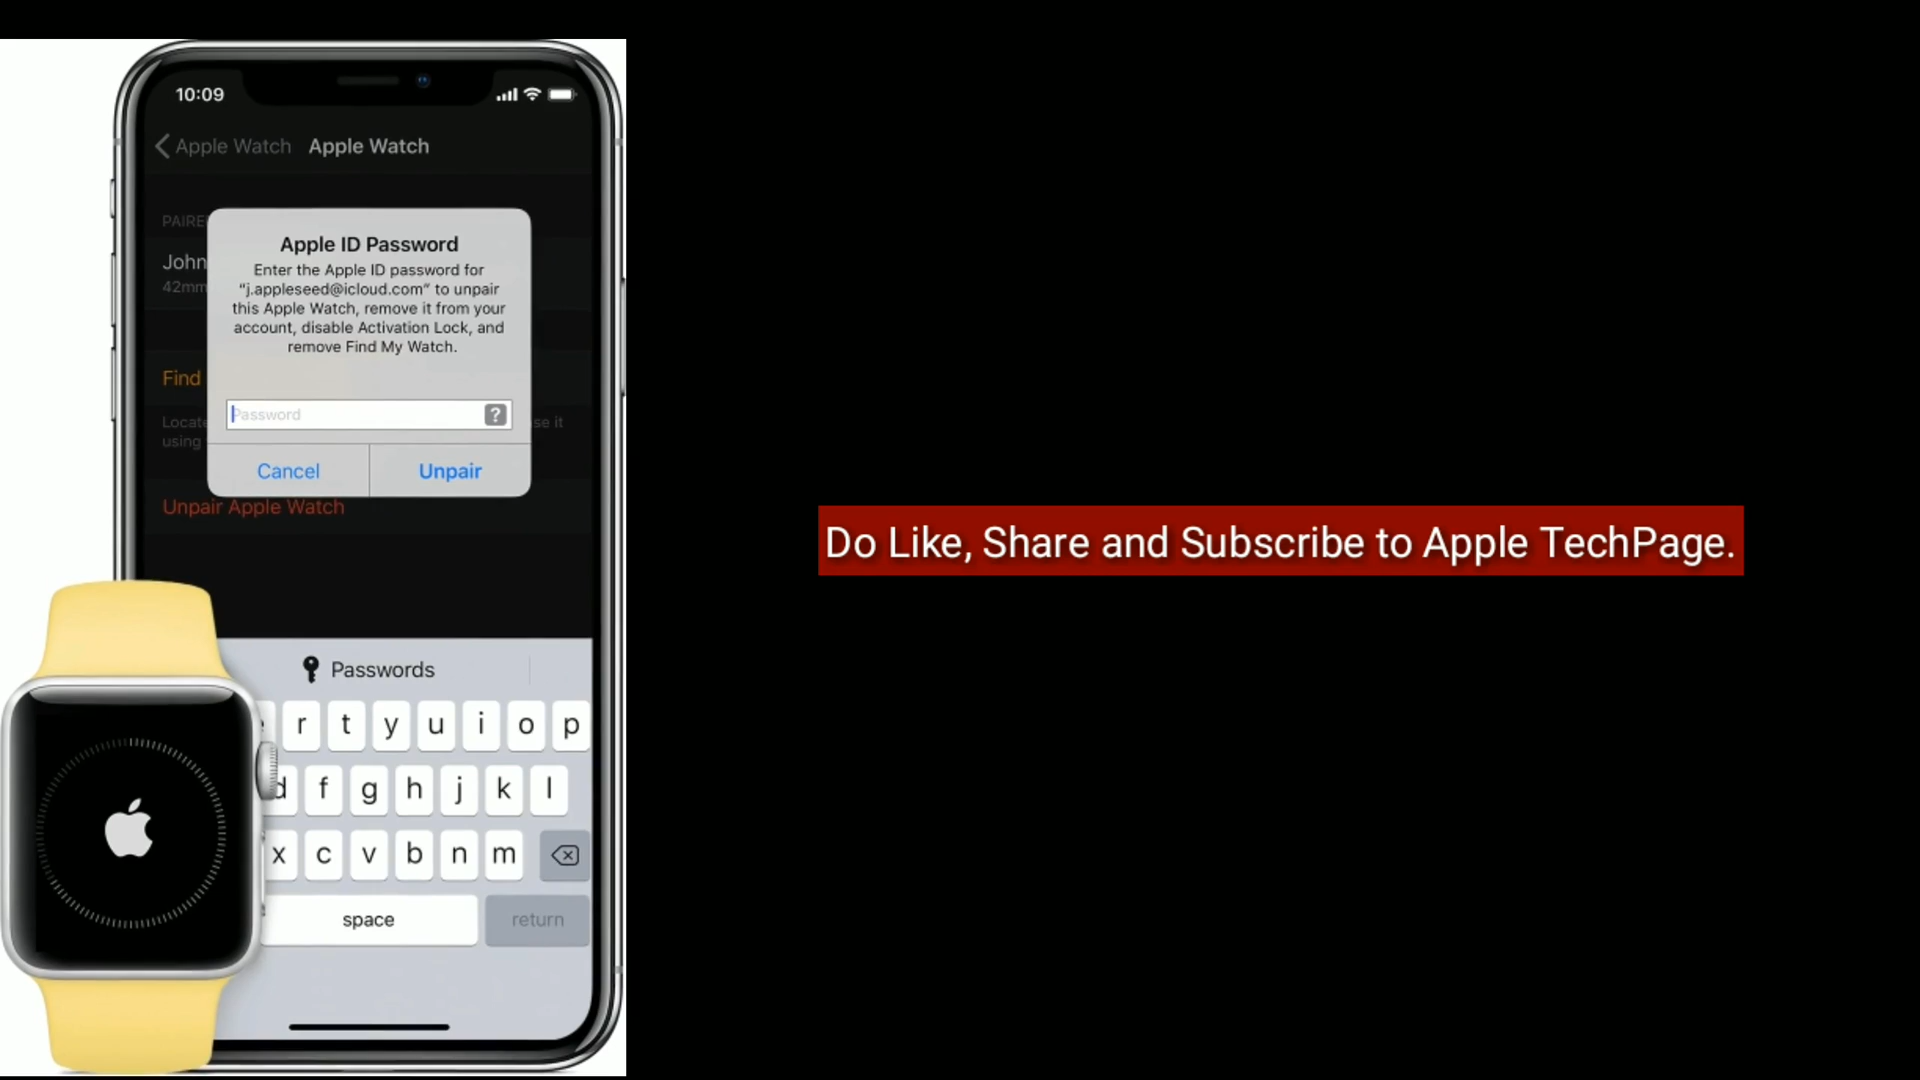 10:09
Apple Watch Apple Watch
PAIRE
John
42mm
Apple ID Password
Enter the Apple ID password for
“j.appleseed@icloud.com” to unpair
this Apple Watch, remove it from your
account, disable Activation Lock, and
remove Find My Watch.
Find
Password ?
Locate se it
using
Cancel Unpair
Unpair Apple Watch
Do Like, Share and Subscribe to Apple TechPage.
Passwords
e r t y u i o p
d f g h j k l
x c v b n m
space return